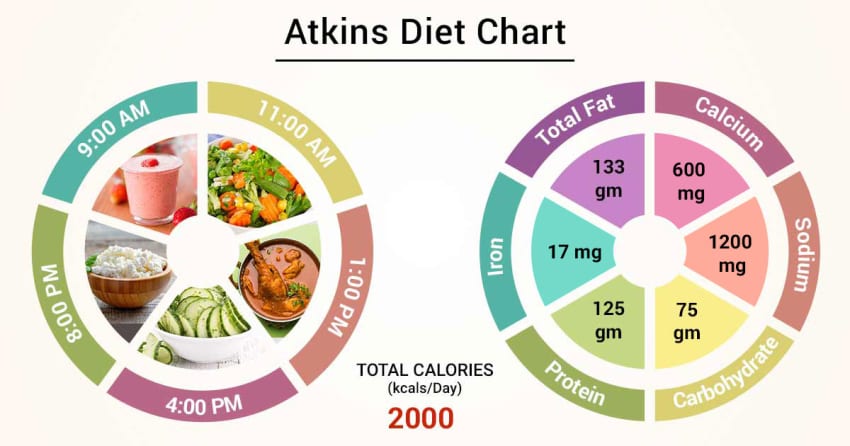 Atkins Diet Chart
9:00 AM
11:00 AM
1:00 PM
4:00 PM
8:00 PM
TOTAL CALORIES
(kcals/Day)
2000
Total Fat
133
gm
Calcium
600
mg
Sodium
1200
mg
Carbohydrate
75
gm
Protein
125
gm
Iron
17 mg